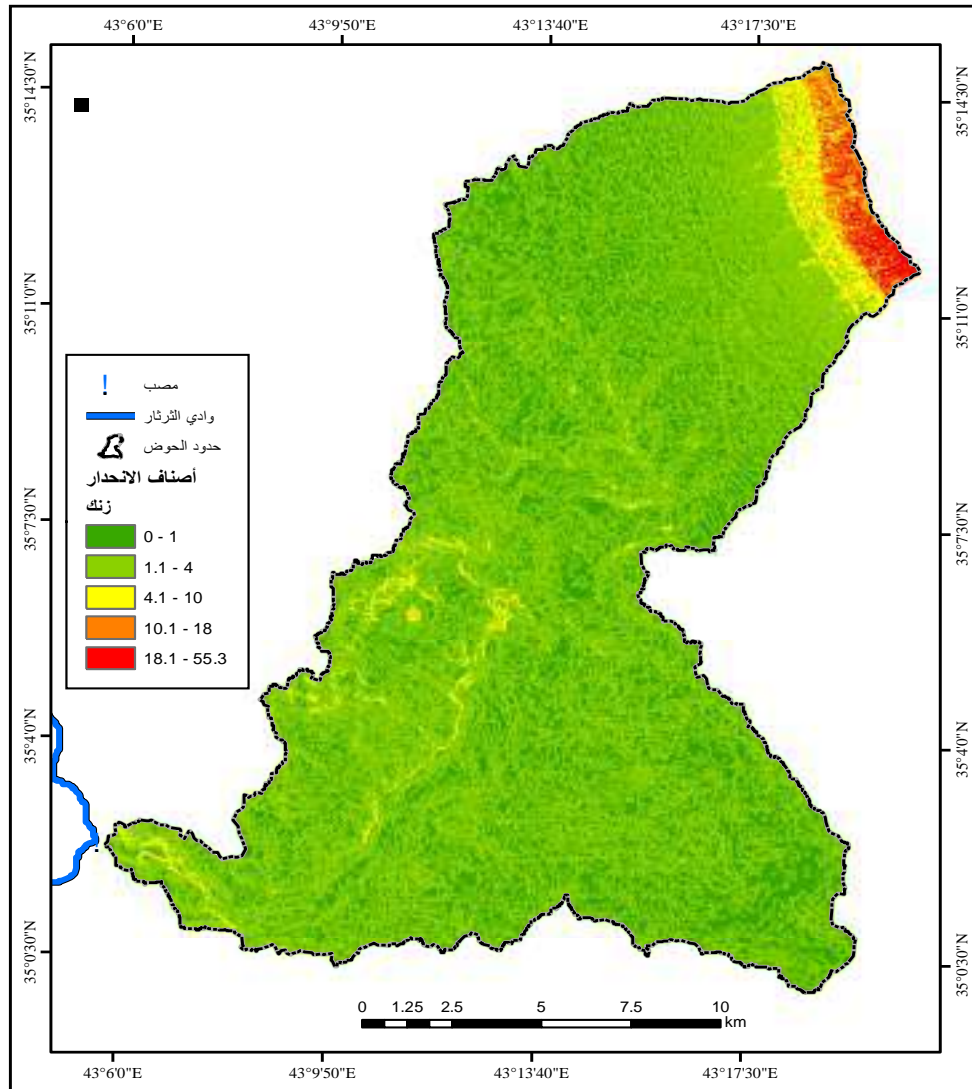 43°6'0"E 43°9'50"E 43°13'40"E 43°17'30"E
35°14'30"N 35°14'30"N
35°11'0"N 35°11'0"N
!
مصب
وادي الثرثار
حدود الحوض
أصناف الانحدار
زنك
0 - 1
1.1 - 4
4.1 - 10
10.1 - 18
18.1 - 55.3
35°7'30"N 35°7'30"N
35°4'0"N 35°4'0"N
35°0'30"N 35°0'30"N
0 1.25 2.5 5 7.5 10
km
43°6'0"E 43°9'50"E 43°13'40"E 43°17'30"E